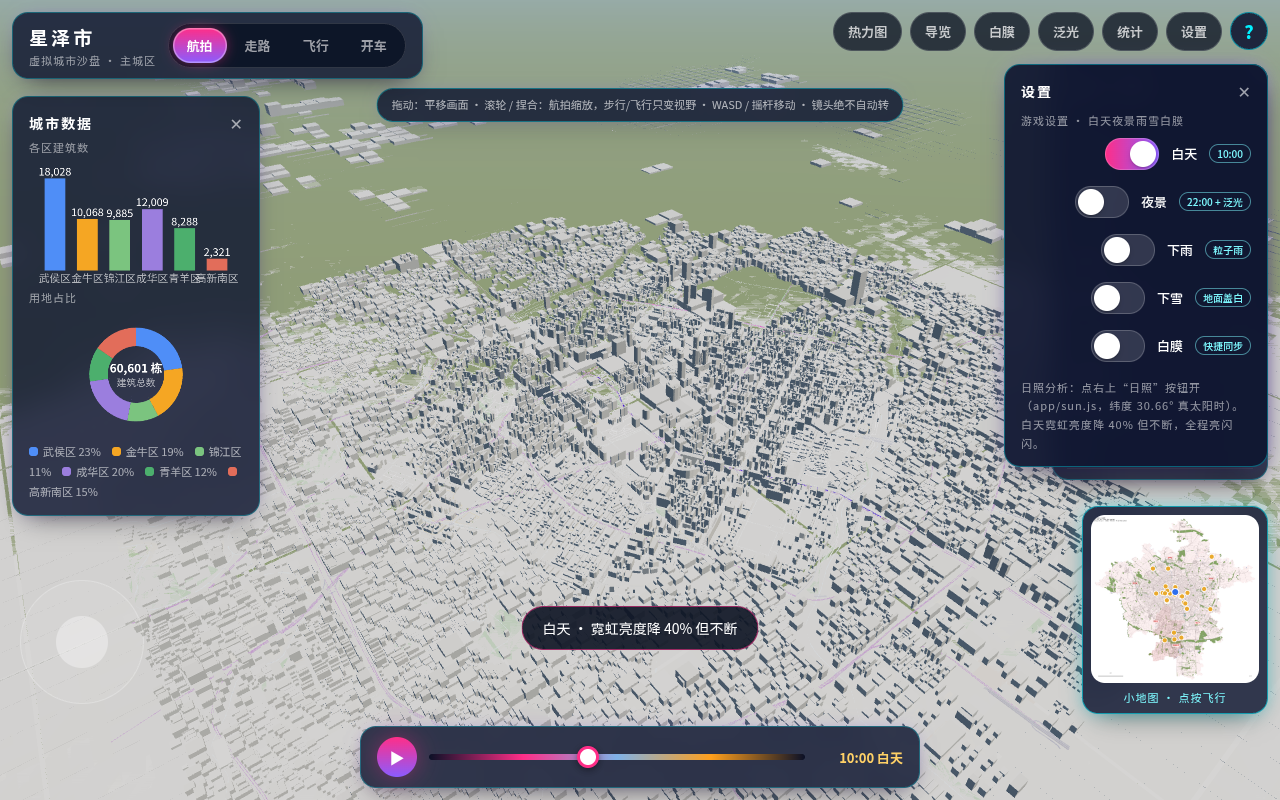 星泽市
虚拟城市沙盘 · 主城区
航拍
走路
飞行
开车
热力图
导览
白膜
泛光
统计
设置
?
拖动：平移画面 · 滚轮 / 捏合：航拍缩放，步行/飞行只变视野 · WASD / 摇杆移动 · 镜头绝不自动转
城市数据
×
各区建筑数
18,028
10,068
9,885
12,009
8,288
2,321
武侯区
金牛区
锦江区
成华区
青羊区
高新南区
用地占比
60,601 栋
建筑总数
武侯区 23% 金牛区 19% 锦江区
11% 成华区 20% 青羊区 12%
高新南区 15%
设置
×
游戏设置 · 白天夜景雨雪白膜
白天 10:00
夜景 22:00 + 泛光
下雨 粒子雨
下雪 地面盖白
白膜 快捷同步
日照分析：点右上“日照”按钮开
（app/sun.js，纬度 30.66° 真太阳时）。
白天霓虹亮度降 40% 但不断，全程亮闪
闪。
小地图 · 点按飞行
白天 · 霓虹亮度降 40% 但不断
10:00 白天